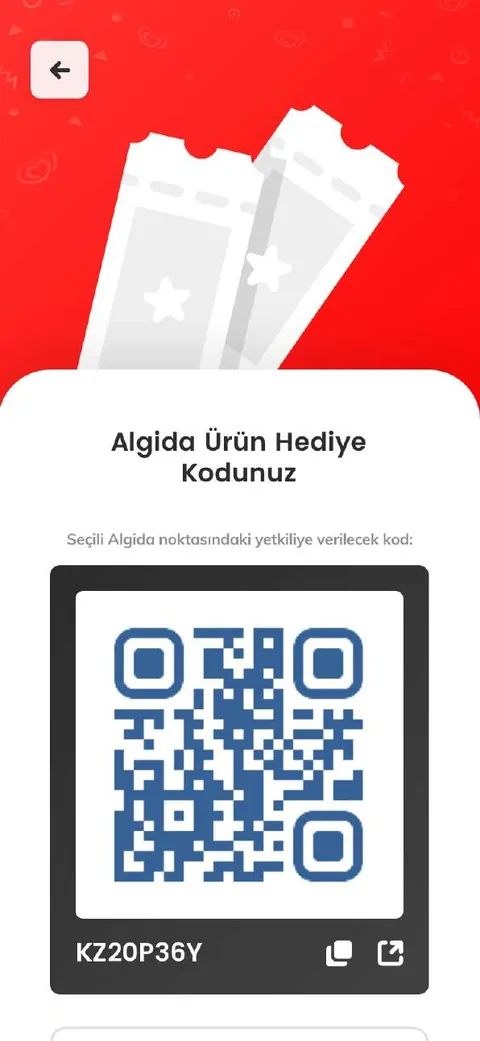 Algida Ürün Hediye
Kodunuz
Seçili Algida noktasındaki yetkiliye verilecek kod:
KZ20P36Y